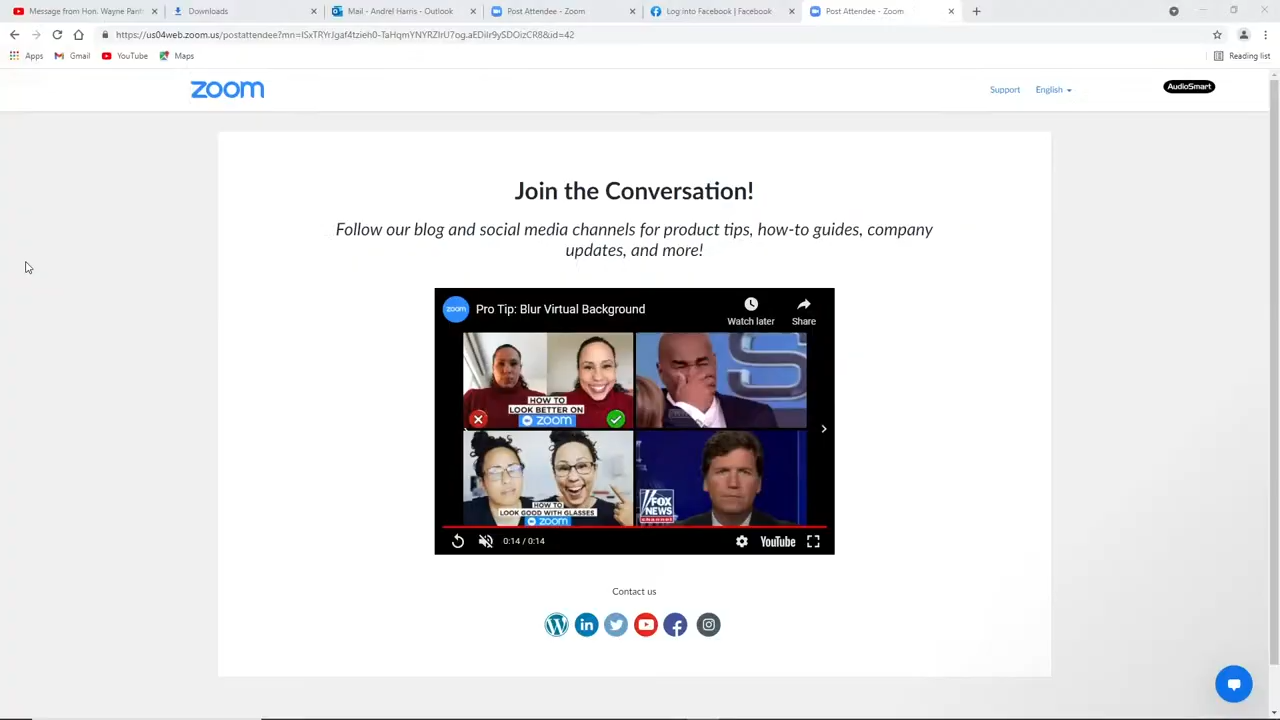 Message from Hon. Wayne Pant
Downloads
Mail - Andrel Harris - Outlook
Post Attendee - Zoom
Log into Facebook | Facebook
Post Attendee - Zoom
Apps
Gmail
YouTube
Maps
Reading list
zoom
Support
English
AudioSmart
Join the Conversation!
Follow our blog and social media channels for product tips, how-to guides, company
updates, and more!
zoom
Pro Tip: Blur Virtual Background
Watch later
Share
HOW TO
LOOK BETTER ON
zoom
S
HOW TO
LOOK GOOD WITH GLASSES
zoom
FOX
NEWS
channel
0:14 / 0:14
YouTube
Contact us